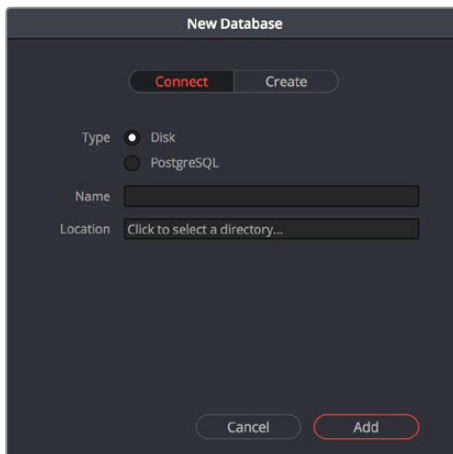 New Database
Connect Create
Type Disk
PostgreSQL
Name
Location Click to select a directory...
Cancel Add